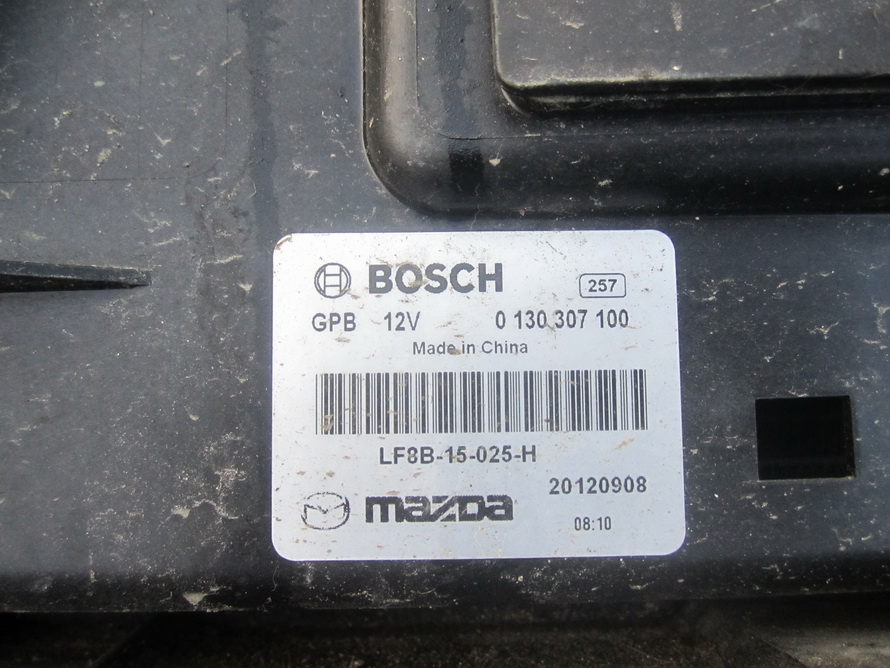 BOSCH 257
GPB 12V 0 130 307 100
Made in China
LF8B-15-025-H
20120908
mazda 08:10